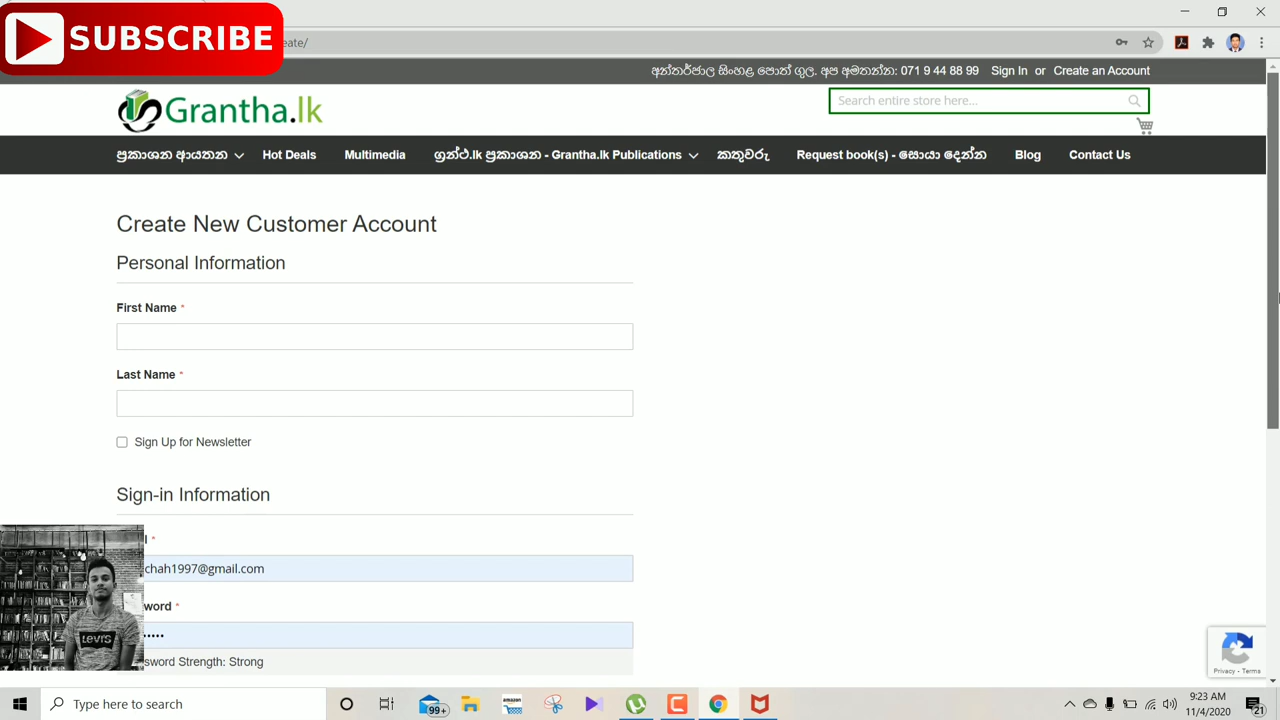 SUBSCRIBE
eate/
අන්තර්ජාල සිංහළ පොත් ගුල. අප අමතන්න: 071 9 44 88 99 Sign In or Create an Account
Grantha.lk
Search entire store here...
ප්‍රකාශන ආයතන Hot Deals Multimedia ග්‍රන්ථ.lk ප්‍රකාශන - Grantha.lk Publications කතුවරු Request book(s) - සොයා දෙන්න Blog Contact Us
Create New Customer Account
Personal Information
First Name *
Last Name *
Sign Up for Newsletter
Sign-in Information
l *
chah1997@gmail.com
word *
sword Strength: Strong
LEVI'S
Privacy - Terms
Type here to search
99+
amazon
9:23 AM
11/4/2020
21